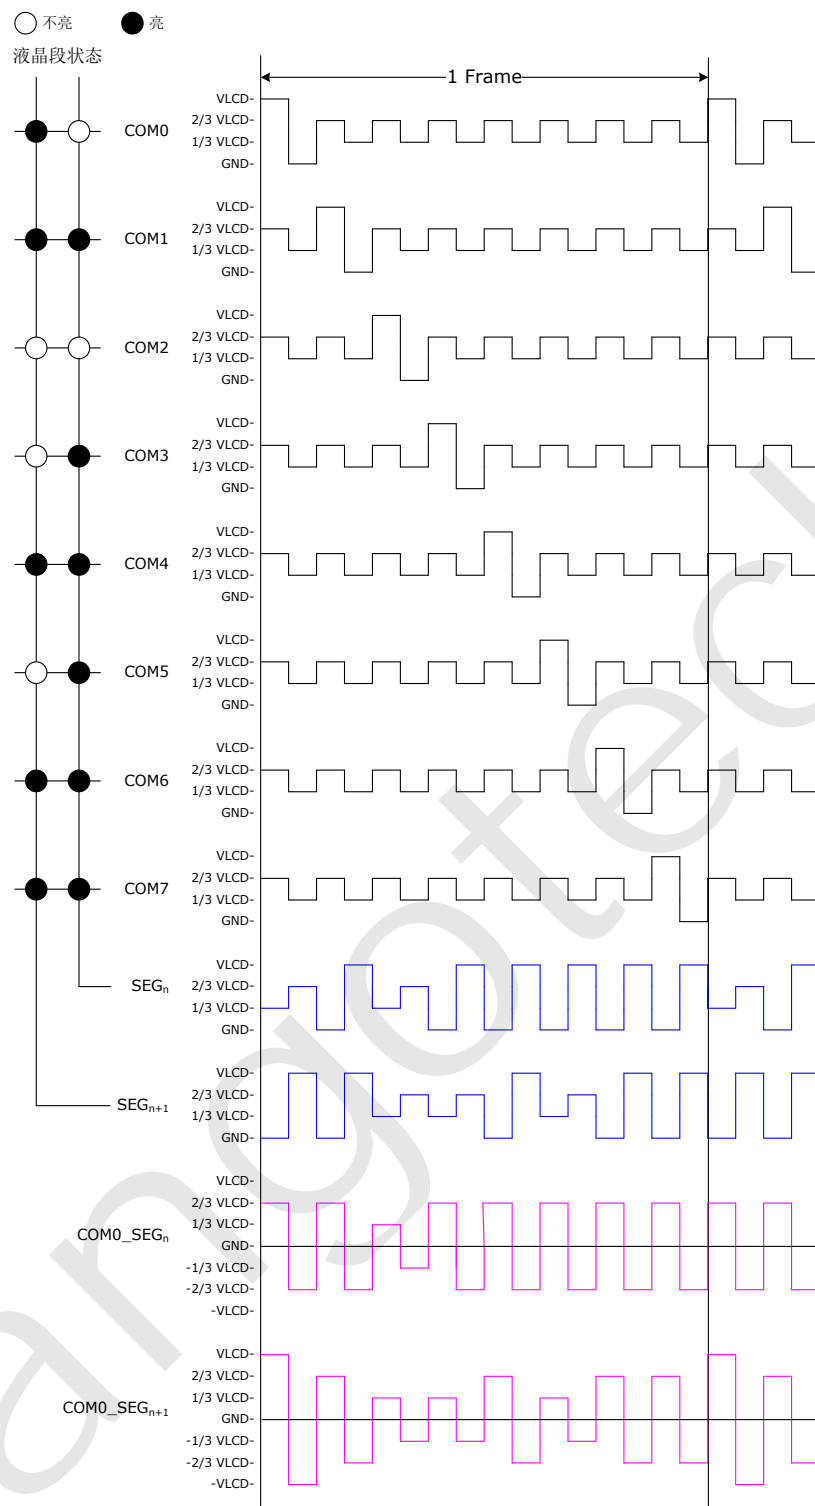 不亮 亮
液晶段状态
1 Frame
VLCD-
2/3 VLCD-
COM0
1/3 VLCD-
GND-
VLCD-
2/3 VLCD-
COM1
1/3 VLCD-
GND-
VLCD-
2/3 VLCD-
COM2
1/3 VLCD-
GND-
VLCD-
2/3 VLCD-
COM3
1/3 VLCD-
GND-
VLCD-
2/3 VLCD-
COM4
1/3 VLCD-
GND-
VLCD-
2/3 VLCD-
COM5
1/3 VLCD-
GND-
VLCD-
2/3 VLCD-
COM6
1/3 VLCD-
GND-
VLCD-
2/3 VLCD-
COM7
1/3 VLCD-
GND-
VLCD-
SEGn 2/3 VLCD-
1/3 VLCD-
GND-
VLCD-
2/3 VLCD-
SEGn+1
1/3 VLCD-
GND-
VLCD-
2/3 VLCD-
1/3 VLCD-
COM0_SEGn
GND-
-1/3 VLCD-
-2/3 VLCD-
-VLCD-
VLCD-
2/3 VLCD-
1/3 VLCD-
COM0_SEGn+1
GND-
-1/3 VLCD-
-2/3 VLCD-
-VLCD-
angotec